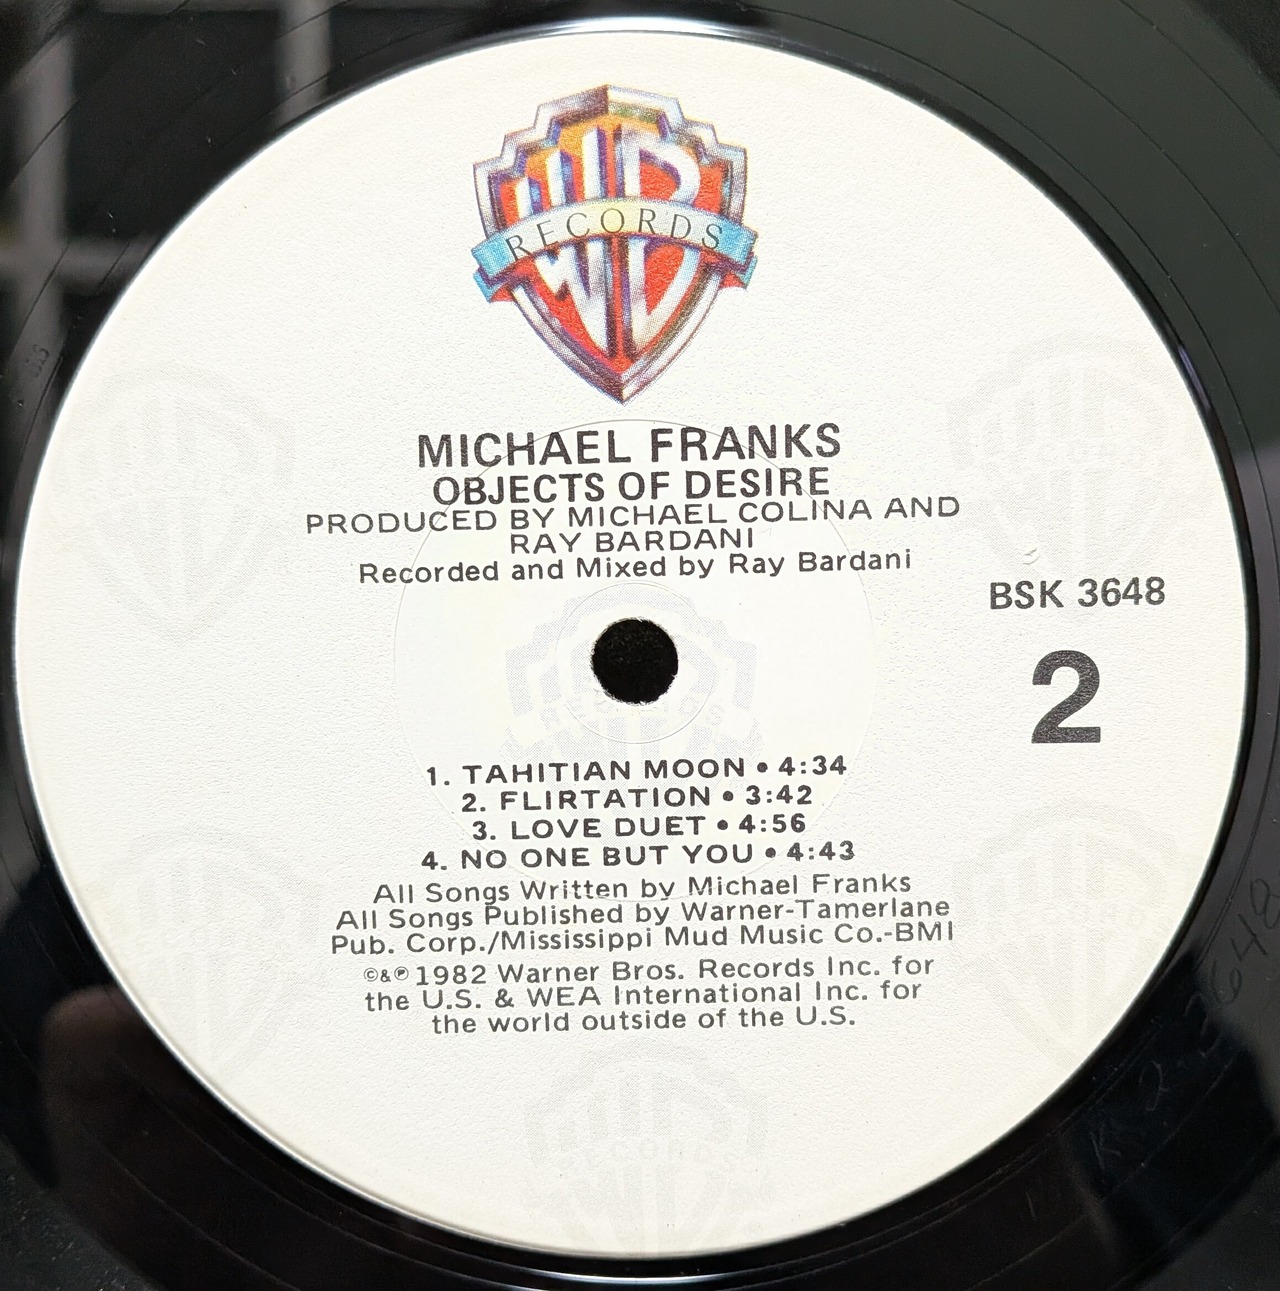 RECORDS
MICHAEL FRANKS
OBJECTS OF DESIRE
PRODUCED BY MICHAEL COLINA AND
RAY BARDANI
Recorded and Mixed by Ray Bardani
BSK 3648
2
1. TAHITIAN MOON • 4:34
2. FLIRTATION • 3:42
3. LOVE DUET • 4:56
4. NO ONE BUT YOU • 4:43
All Songs Written by Michael Franks
All Songs Published by Warner-Tamerlane
Pub. Corp./Mississippi Mud Music Co.-BMI
©&℗ 1982 Warner Bros. Records Inc. for
the U.S. & WEA International Inc. for
the world outside of the U.S.